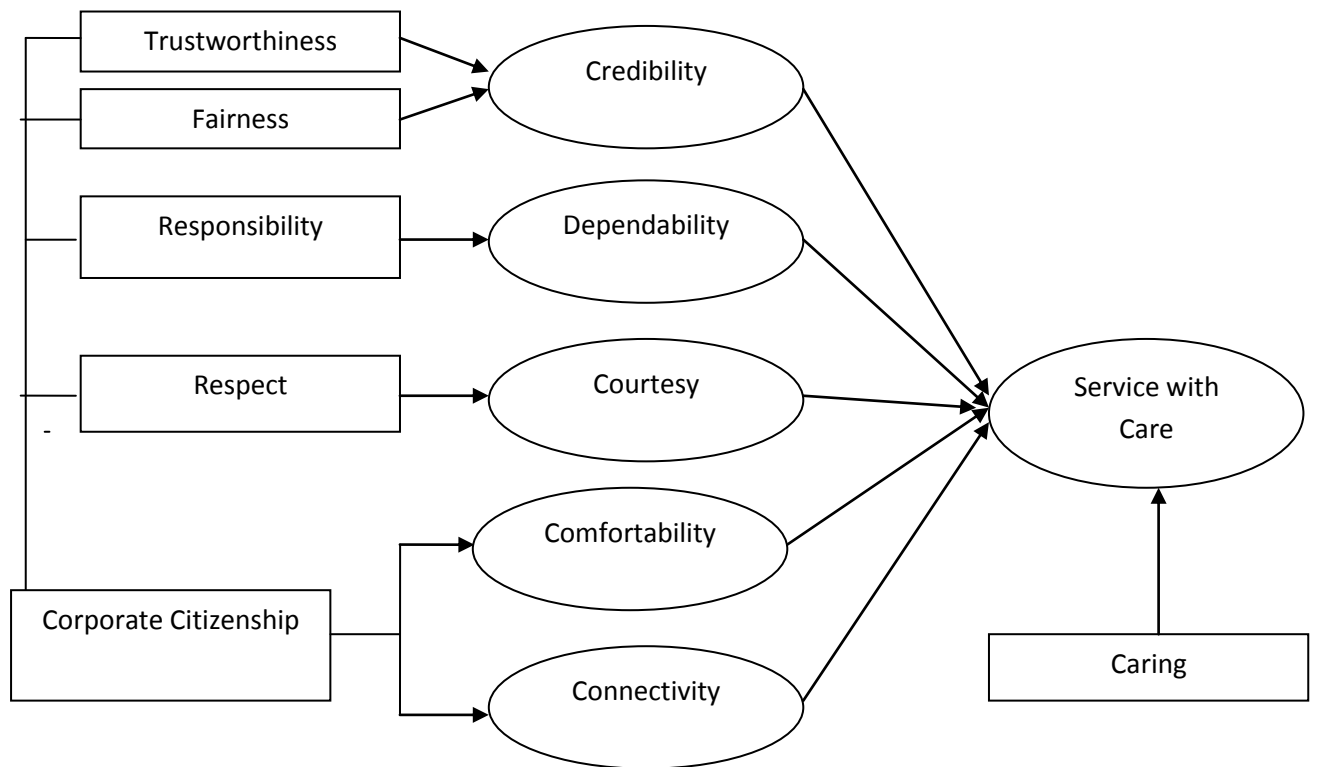 Trustworthiness
Credibility
Fairness
Responsibility
Dependability
Respect
Courtesy
Service with
Care
-
Comfortability
Corporate Citizenship
Caring
Connectivity